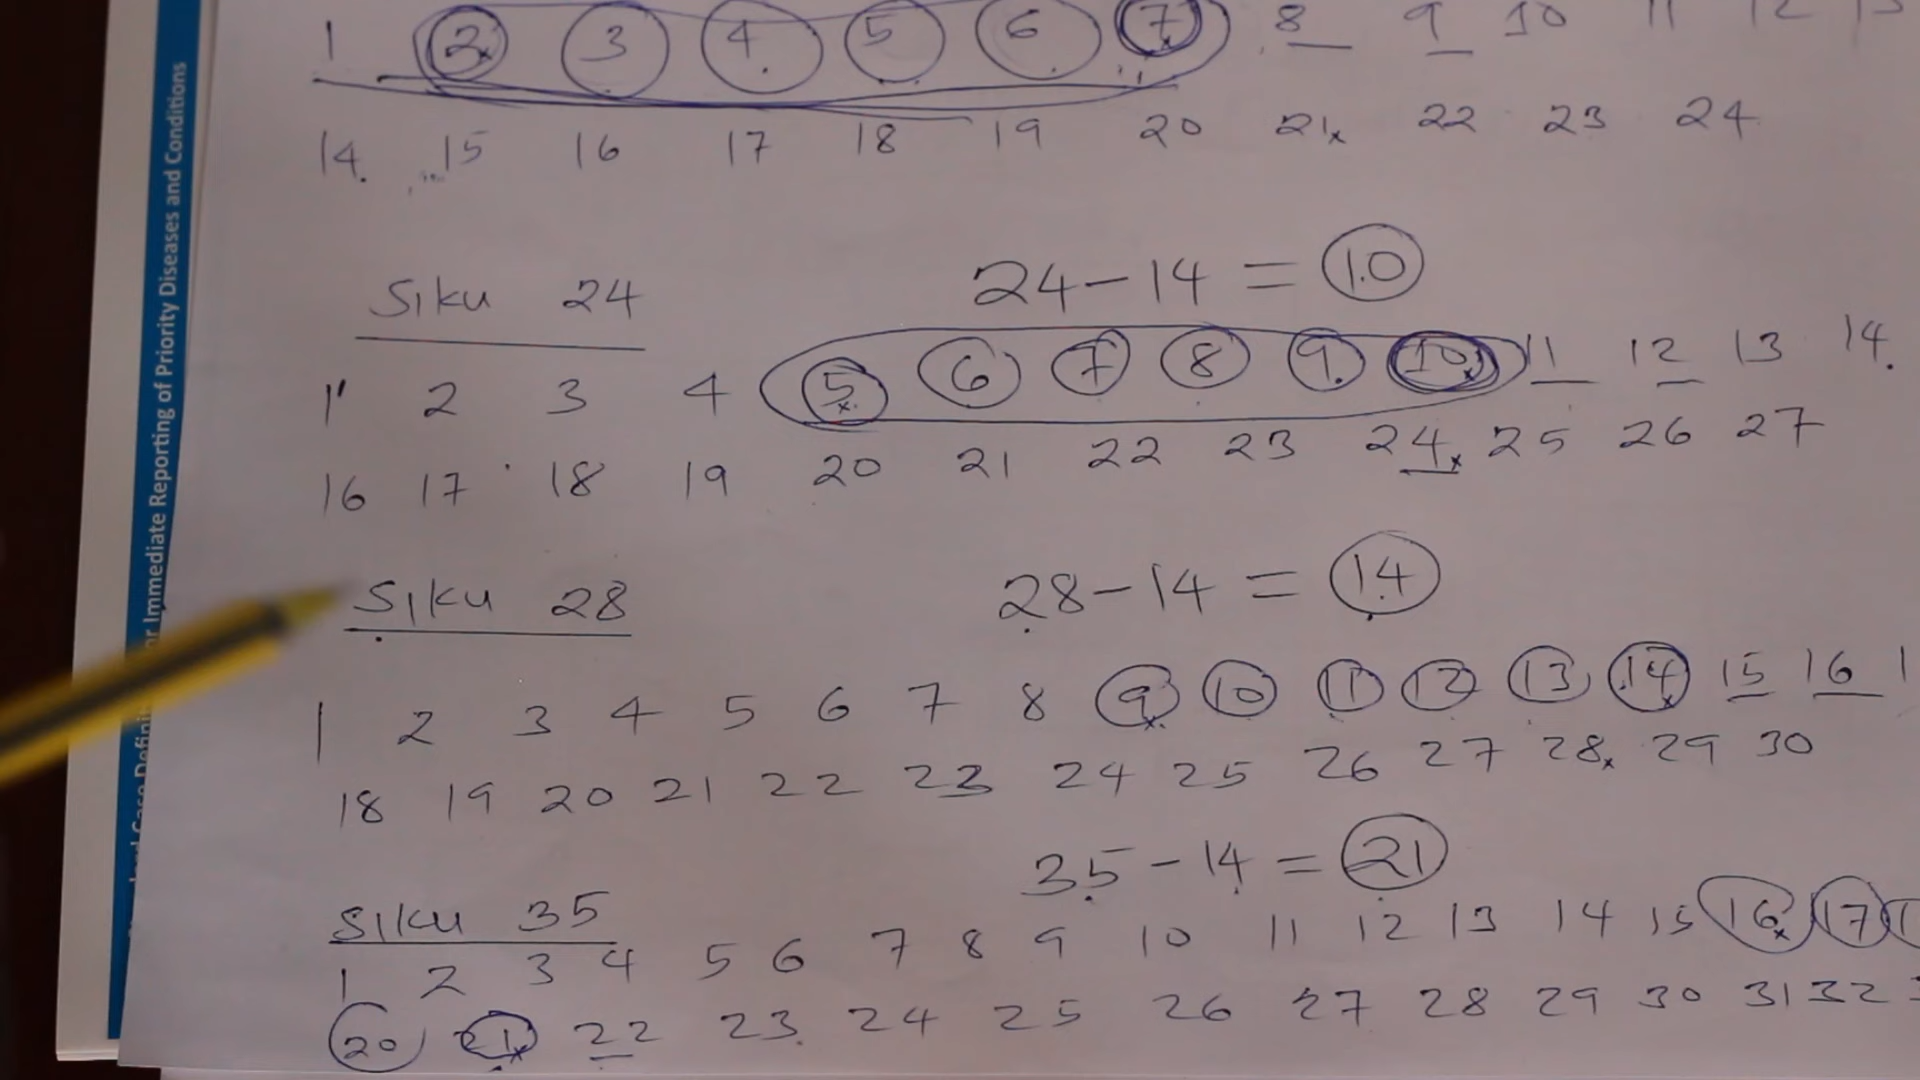 1 2 3 4 5 6 7 8 9 10 11 12 13
14 15 16 17 18 19 20 21 22 23 24
Siku 24 24-14 = 10
1 2 3 4 5 6 7 8 9 10 11 12 13 14
16 17 18 19 20 21 22 23 24 25 26 27
Siku 28 28-14 = 14
1 2 3 4 5 6 7 8 9 10 11 12 13 14 15 16 1
18 19 20 21 22 23 24 25 26 27 28 29 30
Siku 35 35-14 = 21
1 2 3 4 5 6 7 8 9 10 11 12 13 14 15 16 17
20 21 22 23 24 25 26 27 28 29 30 31 32
Immediate Reporting of Priority Diseases and Conditions